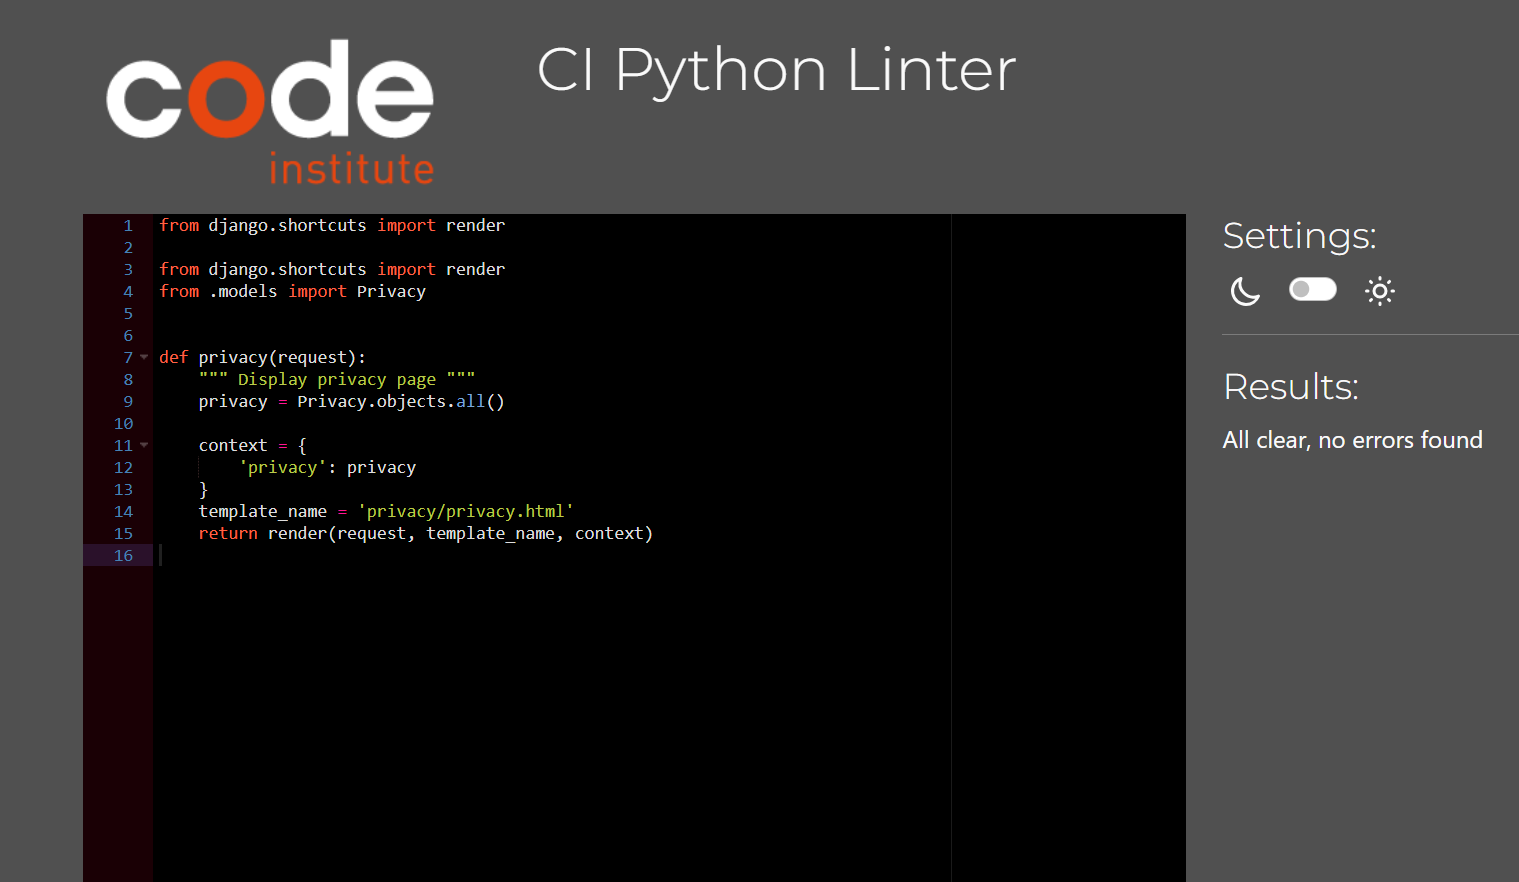 code
institute
CI Python Linter
1 from django.shortcuts import render
2
3 from django.shortcuts import render
4 from .models import Privacy
5
6
7 def privacy(request):
8     """ Display privacy page """
9     privacy = Privacy.objects.all()
10
11     context = {
12         'privacy': privacy
13     }
14     template_name = 'privacy/privacy.html'
15     return render(request, template_name, context)
16
Settings:
Results:
All clear, no errors found